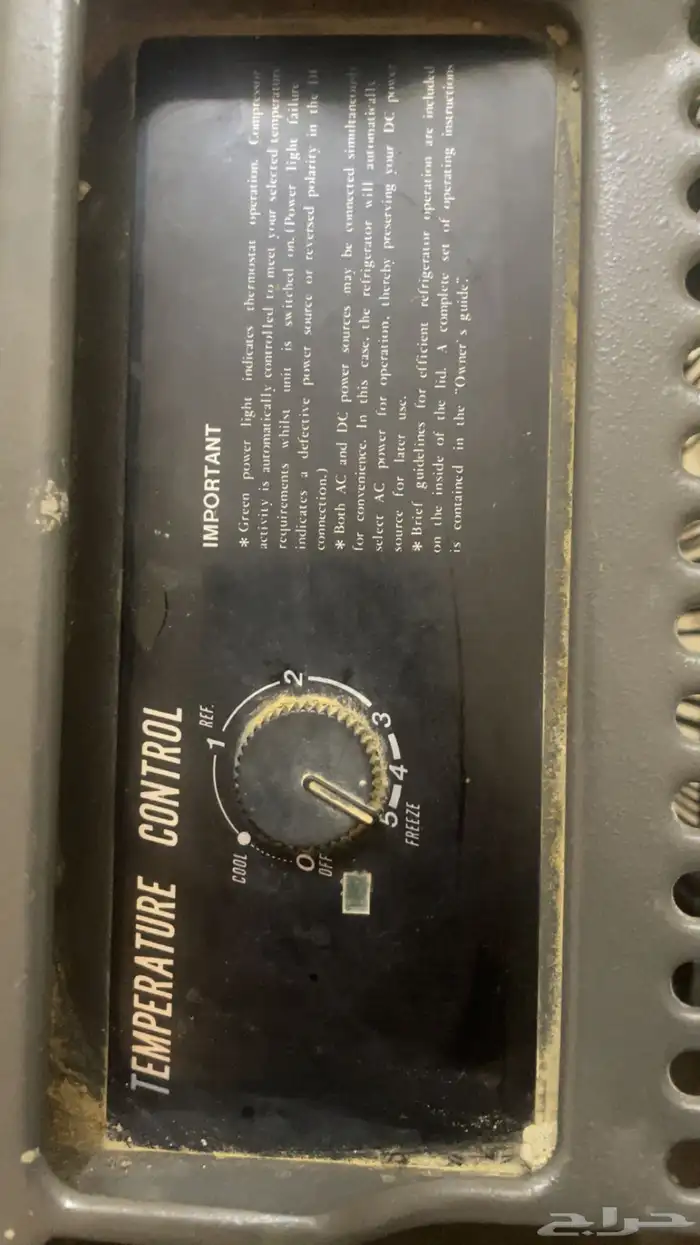 TEMPERATURE CONTROL
COOL
1
REF.
2
3
4
5
FREEZE
O
OFF
IMPORTANT
* Green power light indicates thermostat operation. Compressor
activity is automatically controlled to meet your selected temperature
requirements whilst unit is switched on. (Power light failure
indicates a defective power source or reversed polarity in the
connection.)
* Both AC and DC power sources may be connected simultaneously
for convenience. In this case, the refrigerator will automatically
select AC power for operation, thereby preserving your DC power
source for later use.
* Brief guidelines for efficient refrigerator operation are included
on the inside of the lid. A complete set of operating instructions
is contained in the "Owner's guide".
حراج